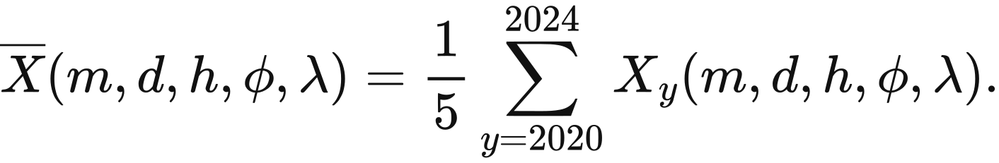 $$\overline{X}(m, d, h, \phi, \lambda) = \frac{1}{5} \sum_{y=2020}^{2024} X_y(m, d, h, \phi, \lambda).$$